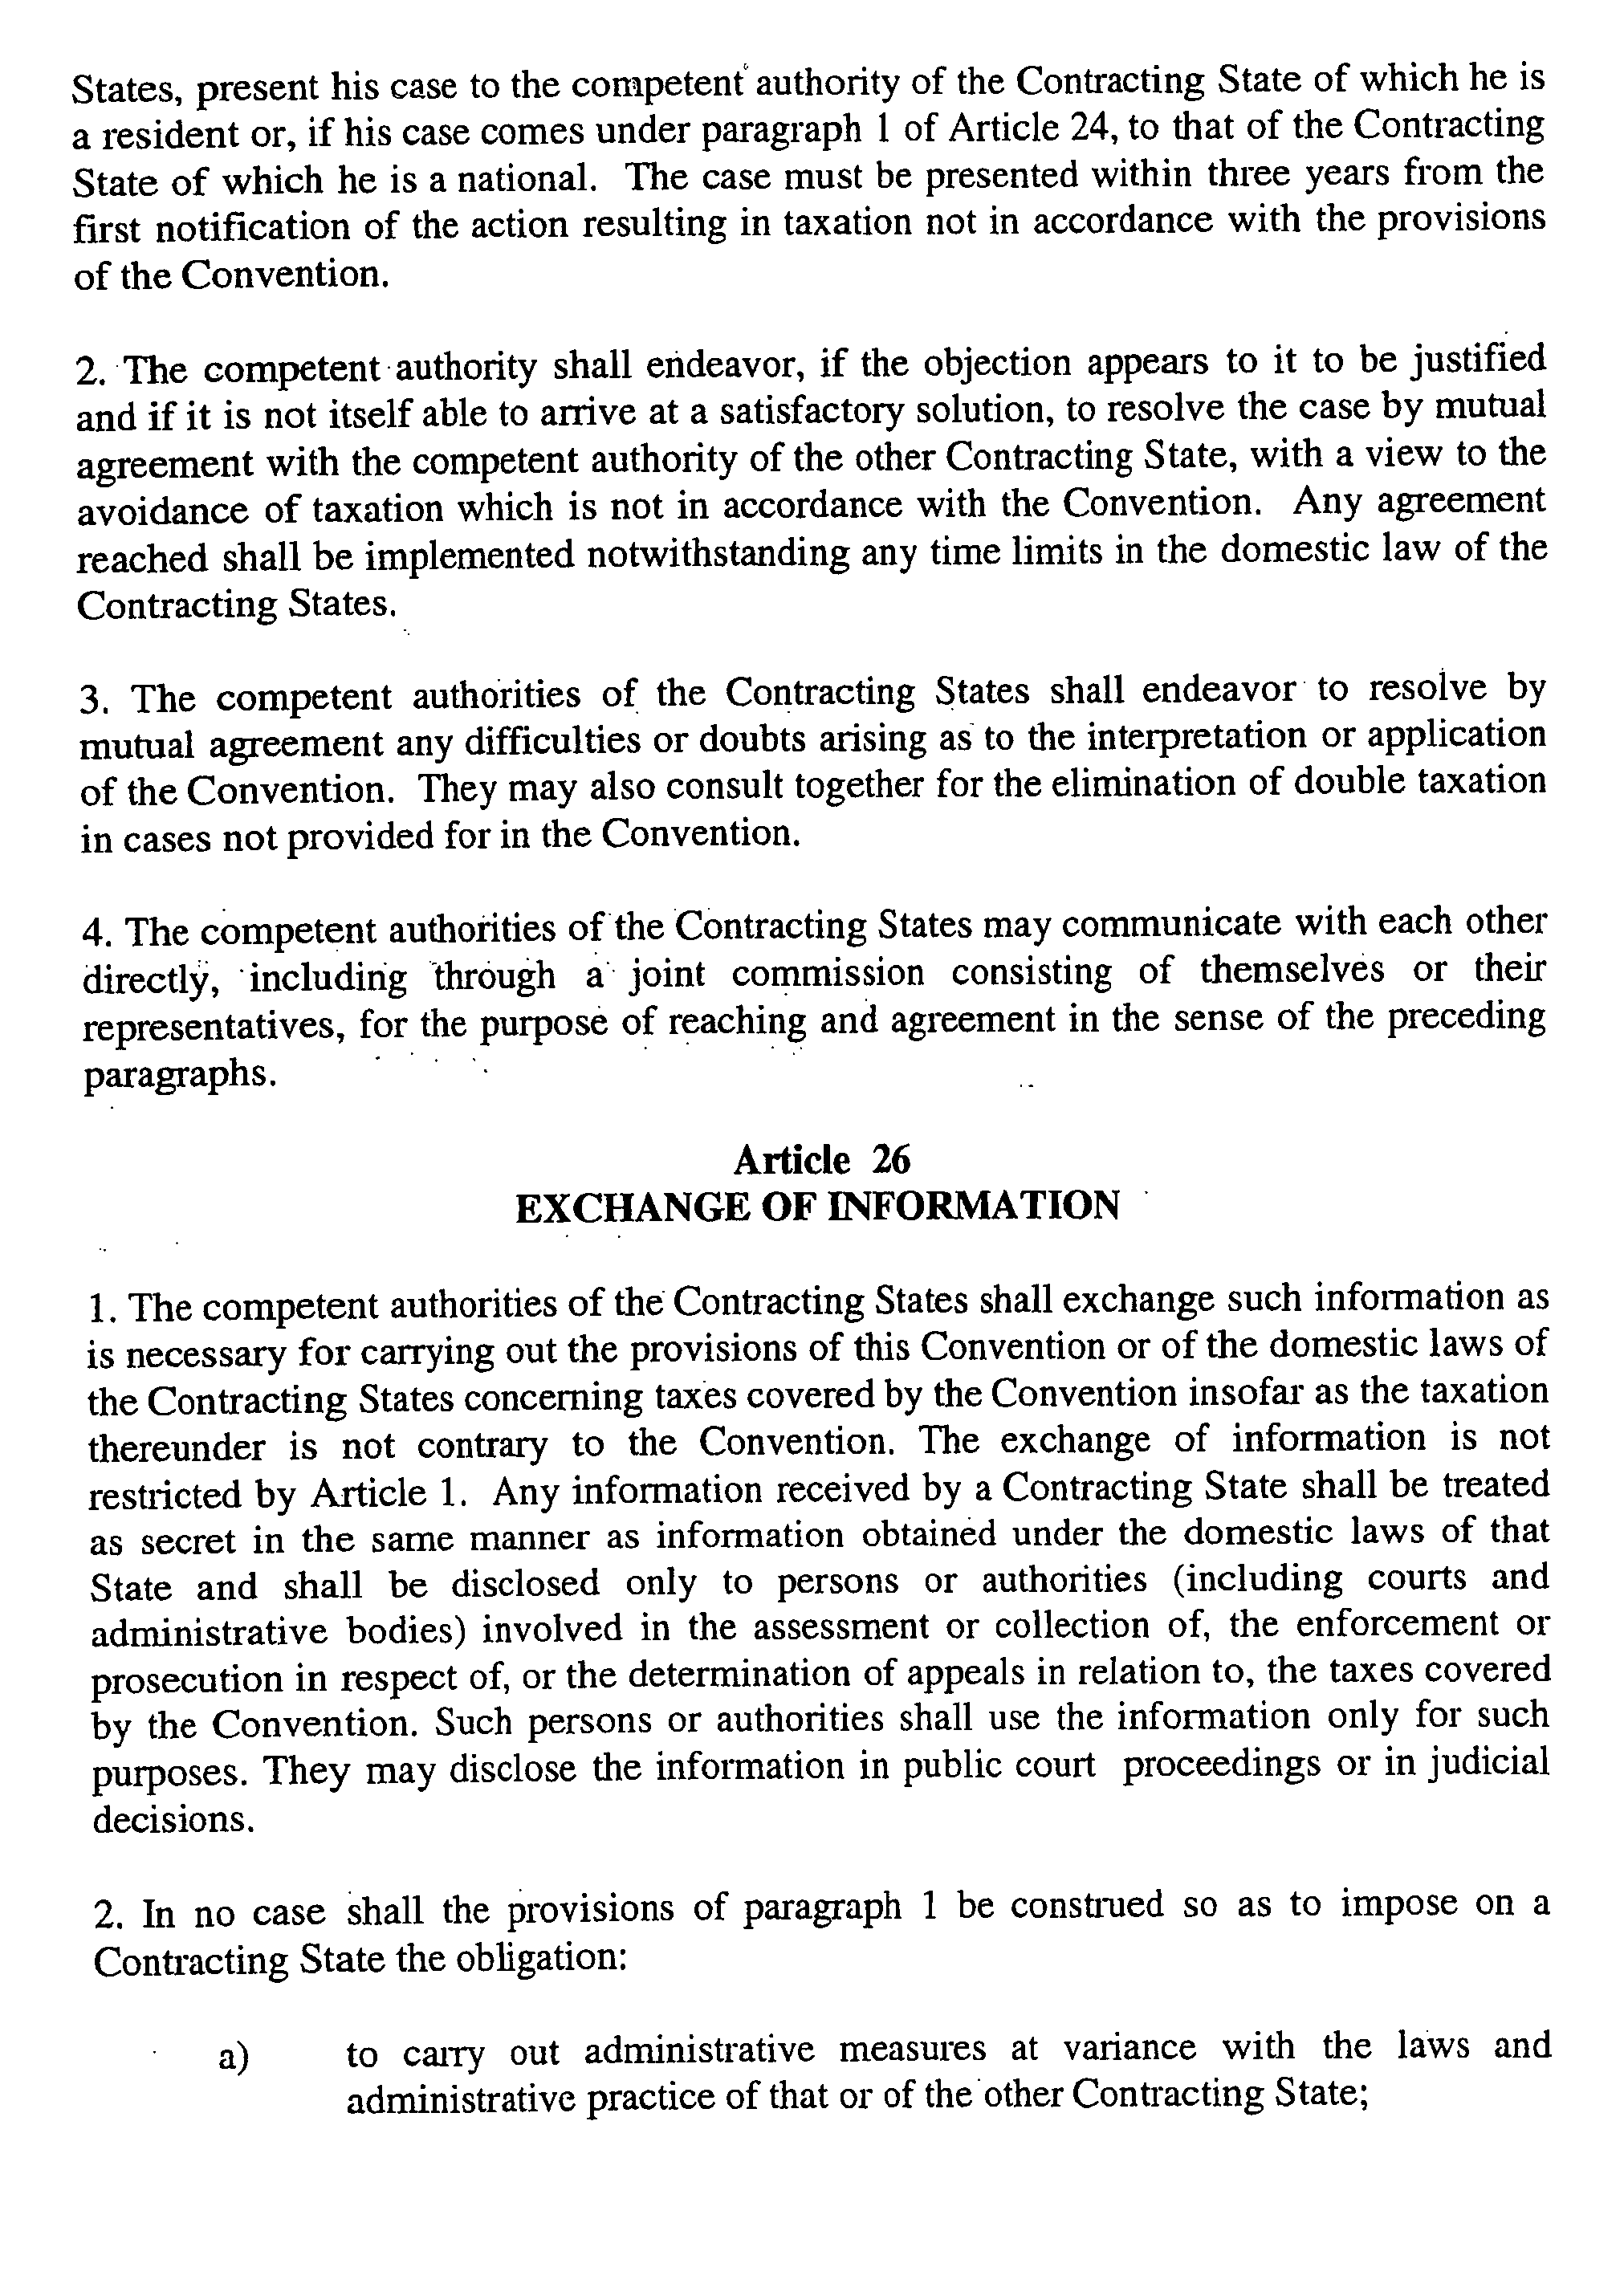 States, present his case to the competent authority of the Contracting State of which he is
a resident or, if his case comes under paragraph 1 of Article 24, to that of the Contracting
State of which he is a national. The case must be presented within three years from the
first notification of the action resulting in taxation not in accordance with the provisions
of the Convention.
2. The competent authority shall endeavor, if the objection appears to it to be justified
and if it is not itself able to arrive at a satisfactory solution, to resolve the case by mutual
agreement with the competent authority of the other Contracting State, with a view to the
avoidance of taxation which is not in accordance with the Convention. Any agreement
reached shall be implemented notwithstanding any time limits in the domestic law of the
Contracting States.
3. The competent authorities of the Contracting States shall endeavor to resolve by
mutual agreement any difficulties or doubts arising as to the interpretation or application
of the Convention. They may also consult together for the elimination of double taxation
in cases not provided for in the Convention.
4. The competent authorities of the Contracting States may communicate with each other
directly, including through a joint commission consisting of themselves or their
representatives, for the purpose of reaching and agreement in the sense of the preceding
paragraphs.
Article 26
EXCHANGE OF INFORMATION
1. The competent authorities of the Contracting States shall exchange such information as
is necessary for carrying out the provisions of this Convention or of the domestic laws of
the Contracting States concerning taxes covered by the Convention insofar as the taxation
thereunder is not contrary to the Convention. The exchange of information is not
restricted by Article 1. Any information received by a Contracting State shall be treated
as secret in the same manner as information obtained under the domestic laws of that
State and shall be disclosed only to persons or authorities (including courts and
administrative bodies) involved in the assessment or collection of, the enforcement or
prosecution in respect of, or the determination of appeals in relation to, the taxes covered
by the Convention. Such persons or authorities shall use the information only for such
purposes. They may disclose the information in public court proceedings or in judicial
decisions.
2. In no case shall the provisions of paragraph 1 be construed so as to impose on a
Contracting State the obligation:
a) to carry out administrative measures at variance with the laws and
administrative practice of that or of the other Contracting State;